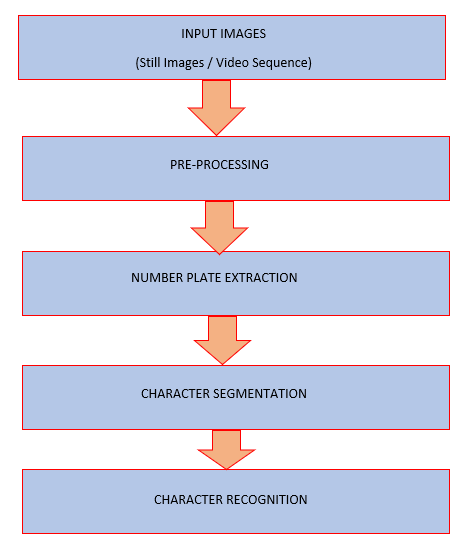 INPUT IMAGES
(Still Images / Video Sequence)
PRE-PROCESSING
NUMBER PLATE EXTRACTION
CHARACTER SEGMENTATION
CHARACTER RECOGNITION